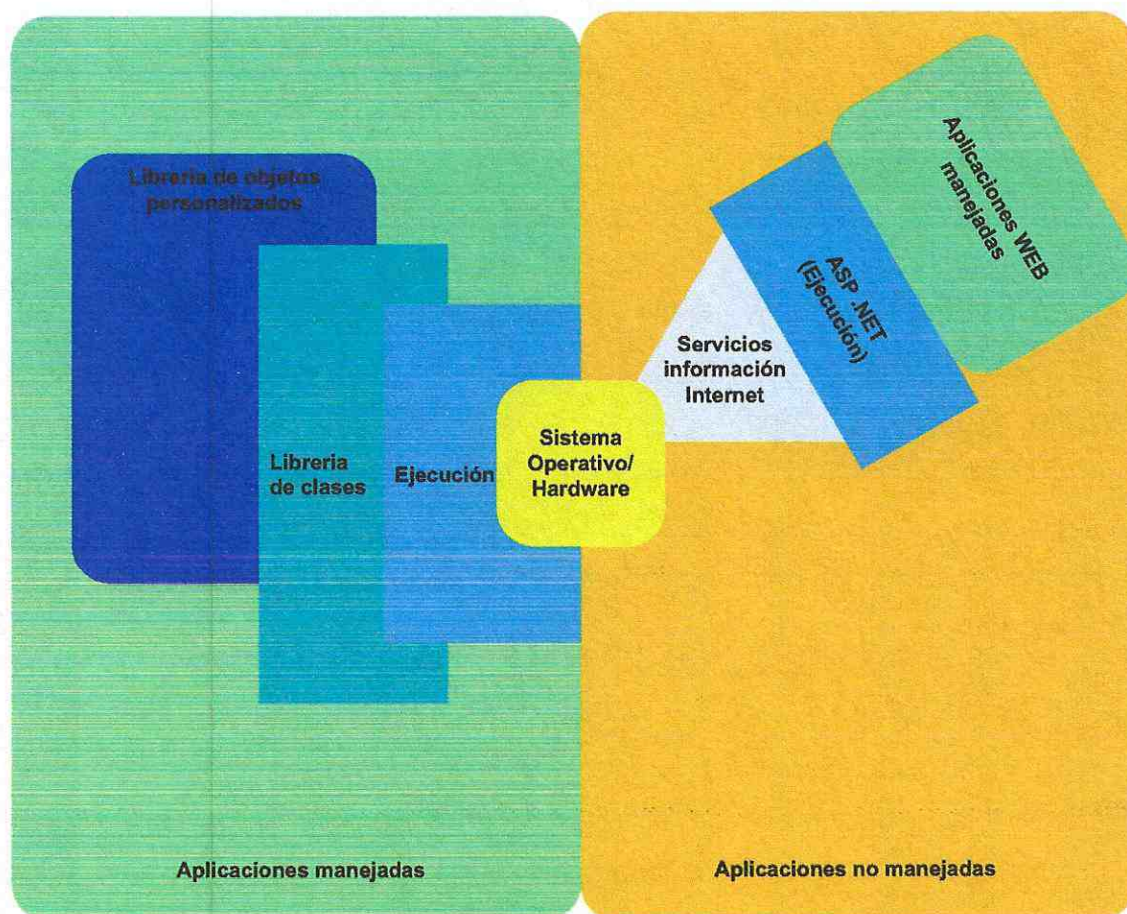 Libreria de objetos
personalizados
Libreria
de clases
Ejecución
Sistema
Operativo/
Hardware
Servicios
información
Internet
ASP .NET
(Ejecución)
Aplicaciones WEB
manejadas
Aplicaciones manejadas
Aplicaciones no manejadas